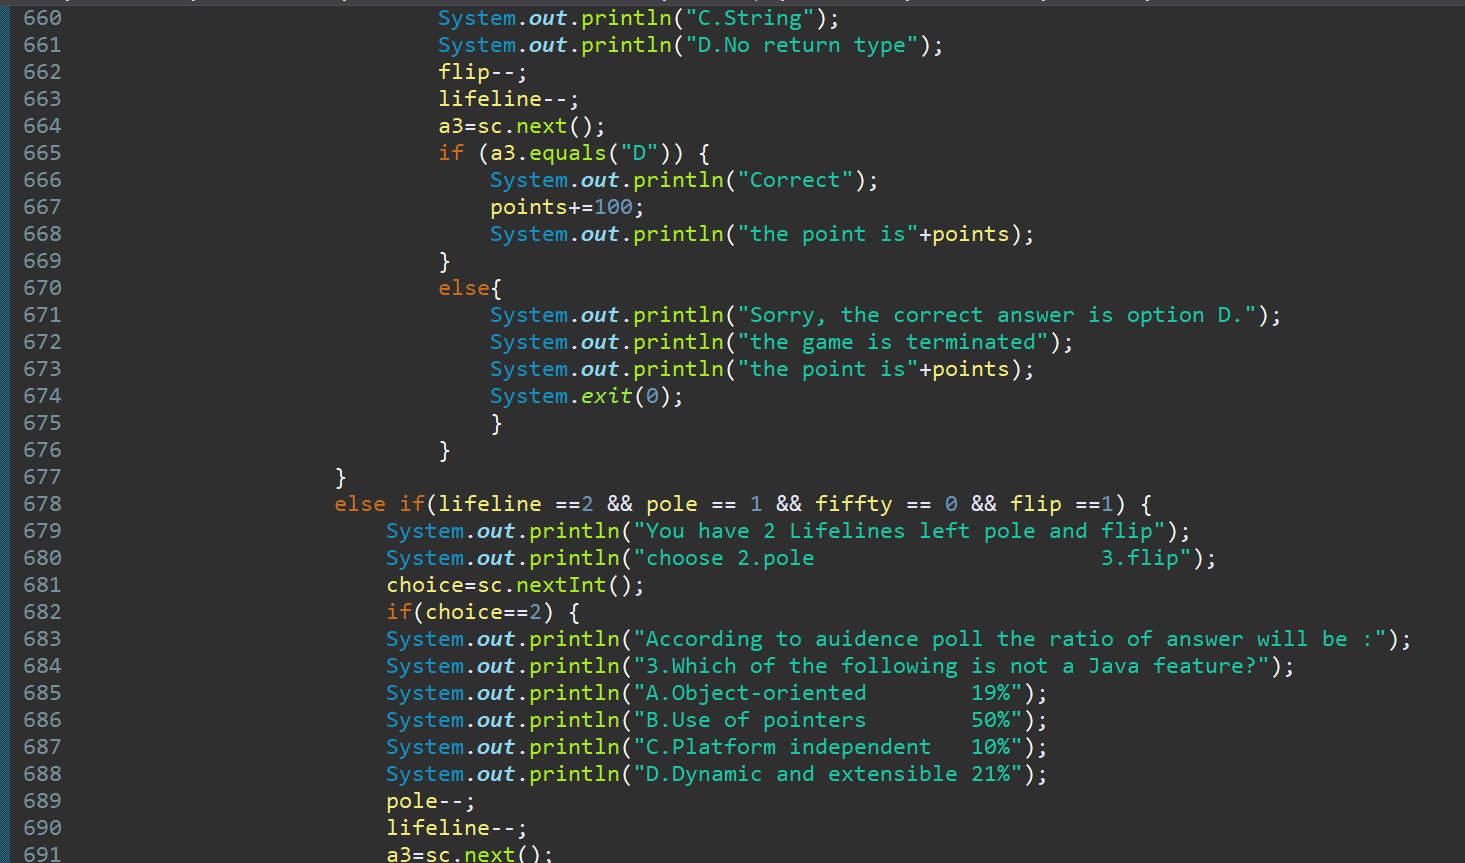 660 System.out.println("C.String");
661 System.out.println("D.No return type");
662 flip--;
663 lifeline--;
664 a3=sc.next();
665 if (a3.equals("D")) {
666 System.out.println("Correct");
667 points+=100;
668 System.out.println("the point is"+points);
669 }
670 else{
671 System.out.println("Sorry, the correct answer is option D.");
672 System.out.println("the game is terminated");
673 System.out.println("the point is"+points);
674 System.exit(0);
675 }
676 }
677 }
678 else if(lifeline ==2 && pole == 1 && fiffty == 0 && flip ==1) {
679 System.out.println("You have 2 Lifelines left pole and flip");
680 System.out.println("choose 2.pole                      3.flip");
681 choice=sc.nextInt();
682 if(choice==2) {
683 System.out.println("According to auidence poll the ratio of answer will be :");
684 System.out.println("3.Which of the following is not a Java feature?");
685 System.out.println("A.Object-oriented        19%");
686 System.out.println("B.Use of pointers        50%");
687 System.out.println("C.Platform independent   10%");
688 System.out.println("D.Dynamic and extensible 21%");
689 pole--;
690 lifeline--;
691 a3=sc.next();